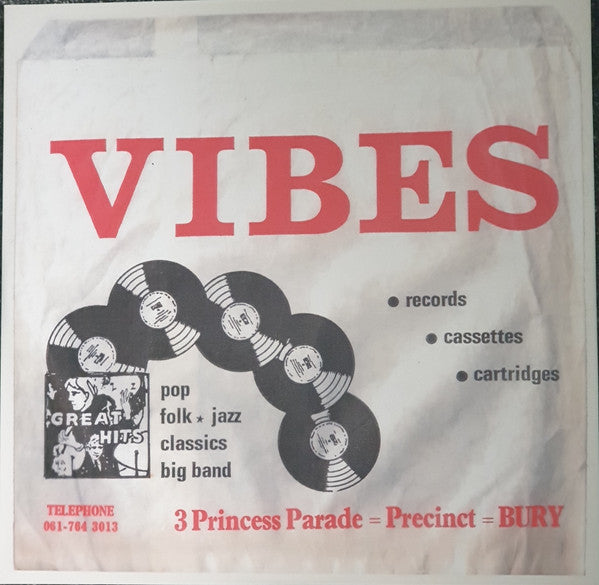 VIBES
● records
● cassettes
● cartridges
GREAT
HITS
pop
folk ★ jazz
classics
big band
TELEPHONE
061-764 3013
3 Princess Parade = Precinct = BURY